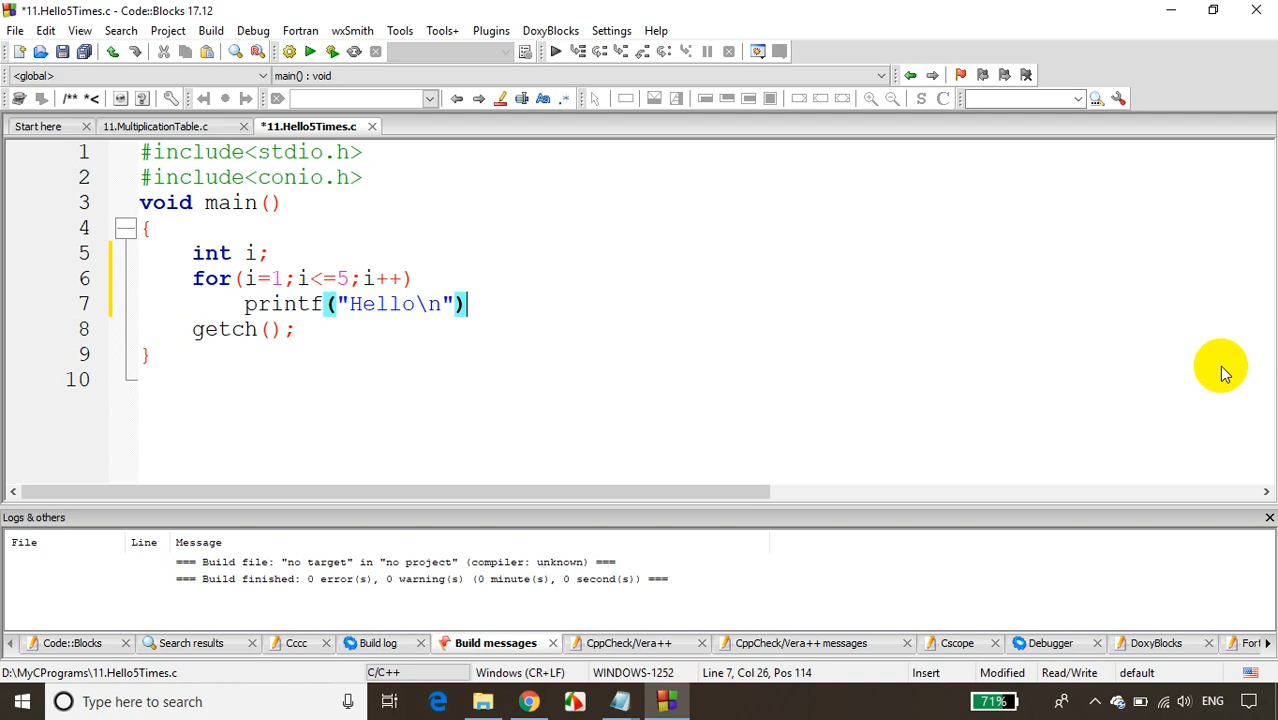 *11.Hello5Times.c - Code::Blocks 17.12
File Edit View Search Project Build Debug Fortran wxSmith Tools Tools+ Plugins DoxyBlocks Settings Help
<global> main() : void
/** *<
S C
Start here 11.MultiplicationTable.c *11.Hello5Times.c
1 #include<stdio.h>
2 #include<conio.h>
3 void main()
4 {
5 int i;
6 for(i=1;i<=5;i++)
7 printf("Hello\n")
8 getch();
9 }
10
Logs & others
File Line Message
=== Build file: "no target" in "no project" (compiler: unknown) ===
=== Build finished: 0 error(s), 0 warning(s) (0 minute(s), 0 second(s)) ===
Code::Blocks Search results Cccc Build log Build messages CppCheck/Vera++ CppCheck/Vera++ messages Cscope Debugger DoxyBlocks Fort
D:\MyCPrograms\11.Hello5Times.c C/C++ Windows (CR+LF) WINDOWS-1252 Line 7, Col 26, Pos 114 Insert Modified Read/Write default
Type here to search 71% ENG